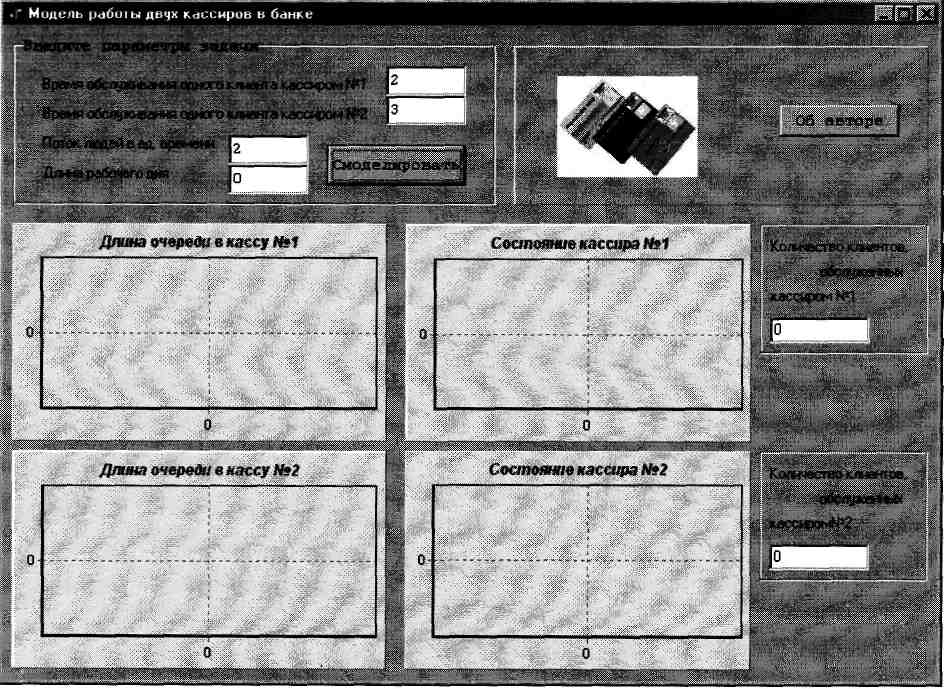 Модель работы двух кассиров в банке
Введите параметры задачи
Время обслуживания одного клиента кассиром №1
2
Время обслуживания одного клиента кассиром №2
3
Поток людей в ед. времени
2
Длина рабочего дня
0
Смоделировать
Об авторе
Длина очереди в кассу №1
0
0
Состояние кассира №1
0
0
Количество клиентов,
обслуженных
кассиром №1
0
Длина очереди в кассу №2
0
0
Состояние кассира №2
0
0
Количество клиентов,
обслуженных
кассиром№2
0